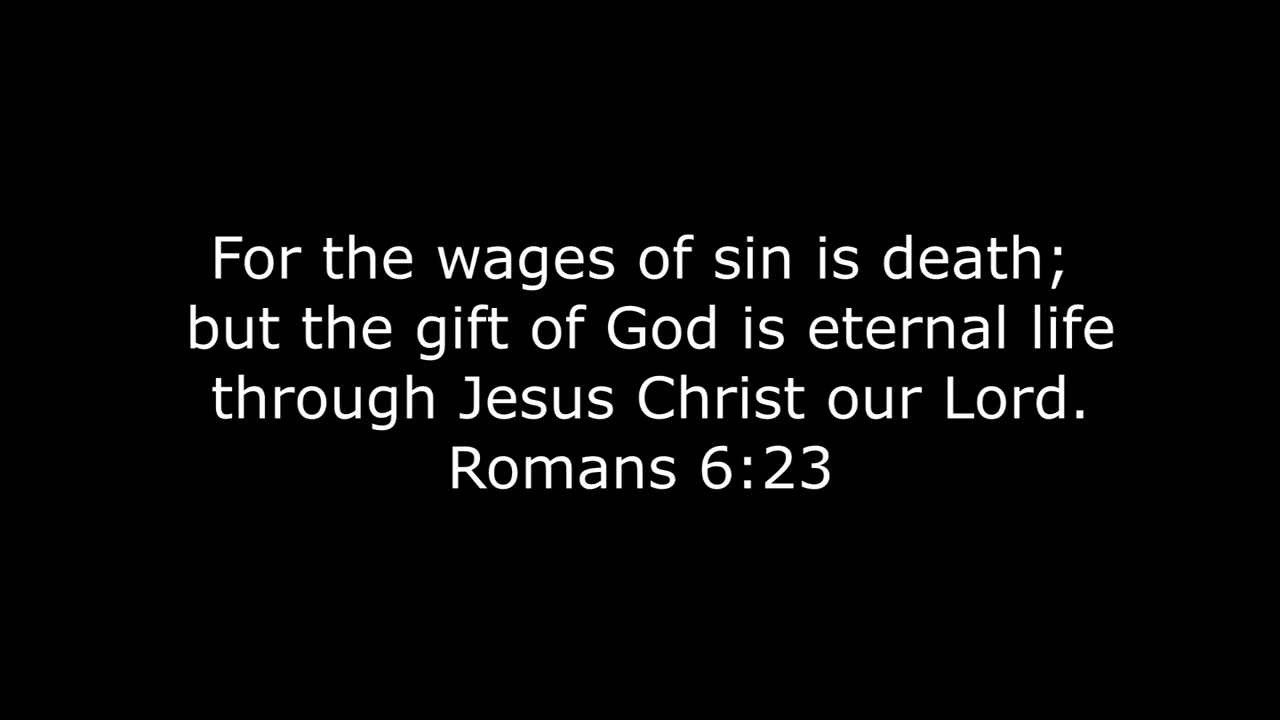 For the wages of sin is death;
but the gift of God is eternal life
through Jesus Christ our Lord.
Romans 6:23